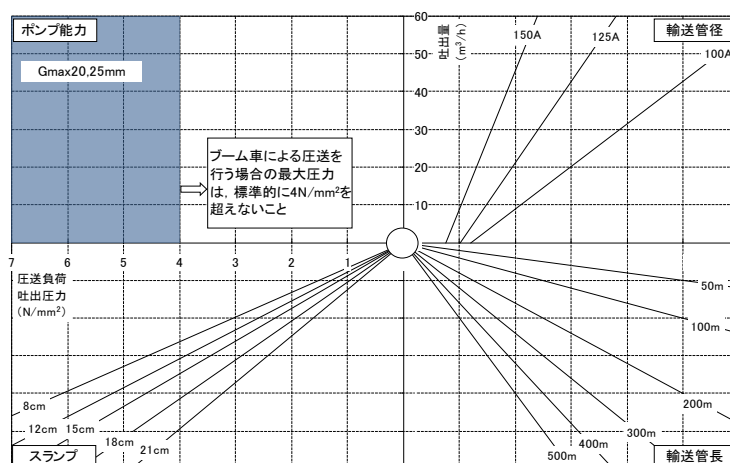 ポンプ能力
Gmax20,25mm
60
50
40
30
20
10
吐出量
(m³/h)
150A
125A
100A
輸送管径
ブーム車による圧送を
行う場合の最大圧力
は，標準的に4N/mm²を
超えないこと
7
6
5
4
3
2
1
圧送負荷
吐出圧力
(N/mm²)
8cm
12cm
15cm
18cm
21cm
スランプ
50m
100m
200m
300m
400m
500m
輸送管長